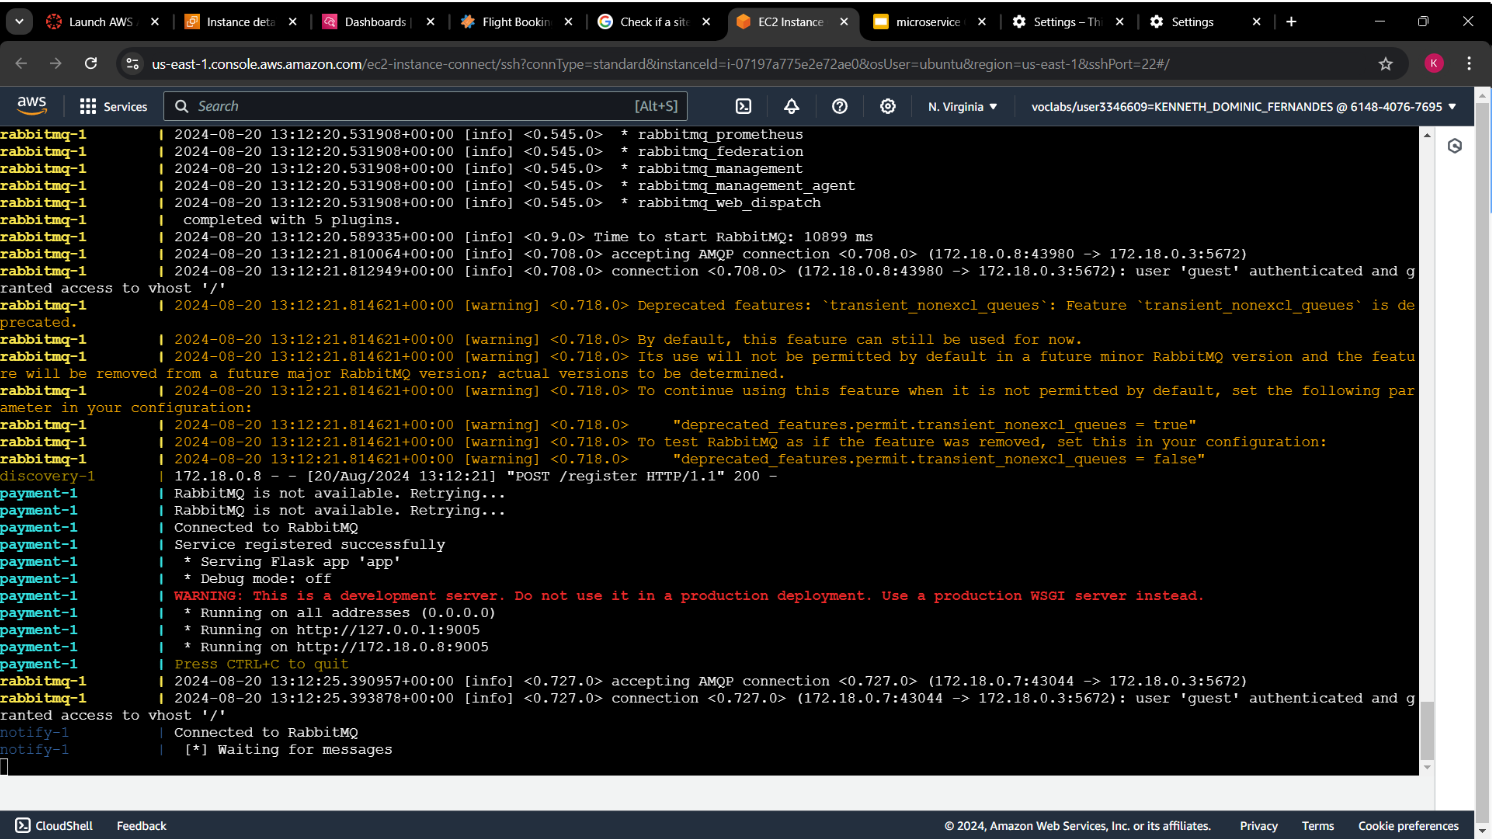 Launch AWS
Instance deta
Dashboards
Flight Bookin
Check if a site
EC2 Instance
microservice
Settings – Thi
Settings
us-east-1.console.aws.amazon.com/ec2-instance-connect/ssh?connType=standard&instanceId=i-07197a775e2e72ae0&osUser=ubuntu&region=us-east-1&sshPort=22#/
K
aws
Services
Search [Alt+S]
N. Virginia
voclabs/user3346609=KENNETH_DOMINIC_FERNANDES @ 6148-4076-7695
rabbitmq-1 | 2024-08-20 13:12:20.531908+00:00 [info] <0.545.0> * rabbitmq_prometheus
rabbitmq-1 | 2024-08-20 13:12:20.531908+00:00 [info] <0.545.0> * rabbitmq_federation
rabbitmq-1 | 2024-08-20 13:12:20.531908+00:00 [info] <0.545.0> * rabbitmq_management
rabbitmq-1 | 2024-08-20 13:12:20.531908+00:00 [info] <0.545.0> * rabbitmq_management_agent
rabbitmq-1 | 2024-08-20 13:12:20.531908+00:00 [info] <0.545.0> * rabbitmq_web_dispatch
rabbitmq-1 | completed with 5 plugins.
rabbitmq-1 | 2024-08-20 13:12:20.589335+00:00 [info] <0.9.0> Time to start RabbitMQ: 10899 ms
rabbitmq-1 | 2024-08-20 13:12:21.810064+00:00 [info] <0.708.0> accepting AMQP connection <0.708.0> (172.18.0.8:43980 -> 172.18.0.3:5672)
rabbitmq-1 | 2024-08-20 13:12:21.812949+00:00 [info] <0.708.0> connection <0.708.0> (172.18.0.8:43980 -> 172.18.0.3:5672): user 'guest' authenticated and g
ranted access to vhost '/'
rabbitmq-1 | 2024-08-20 13:12:21.814621+00:00 [warning] <0.718.0> Deprecated features: `transient_nonexcl_queues`: Feature `transient_nonexcl_queues` is de
precated.
rabbitmq-1 | 2024-08-20 13:12:21.814621+00:00 [warning] <0.718.0> By default, this feature can still be used for now.
rabbitmq-1 | 2024-08-20 13:12:21.814621+00:00 [warning] <0.718.0> Its use will not be permitted by default in a future minor RabbitMQ version and the featu
re will be removed from a future major RabbitMQ version; actual versions to be determined.
rabbitmq-1 | 2024-08-20 13:12:21.814621+00:00 [warning] <0.718.0> To continue using this feature when it is not permitted by default, set the following par
ameter in your configuration:
rabbitmq-1 | 2024-08-20 13:12:21.814621+00:00 [warning] <0.718.0> "deprecated_features.permit.transient_nonexcl_queues = true"
rabbitmq-1 | 2024-08-20 13:12:21.814621+00:00 [warning] <0.718.0> To test RabbitMQ as if the feature was removed, set this in your configuration:
rabbitmq-1 | 2024-08-20 13:12:21.814621+00:00 [warning] <0.718.0> "deprecated_features.permit.transient_nonexcl_queues = false"
discovery-1 | 172.18.0.8 - - [20/Aug/2024 13:12:21] "POST /register HTTP/1.1" 200 -
payment-1 | RabbitMQ is not available. Retrying...
payment-1 | RabbitMQ is not available. Retrying...
payment-1 | Connected to RabbitMQ
payment-1 | Service registered successfully
payment-1 | * Serving Flask app 'app'
payment-1 | * Debug mode: off
payment-1 | WARNING: This is a development server. Do not use it in a production deployment. Use a production WSGI server instead.
payment-1 | * Running on all addresses (0.0.0.0)
payment-1 | * Running on http://127.0.0.1:9005
payment-1 | * Running on http://172.18.0.8:9005
payment-1 | Press CTRL+C to quit
rabbitmq-1 | 2024-08-20 13:12:25.390957+00:00 [info] <0.727.0> accepting AMQP connection <0.727.0> (172.18.0.7:43044 -> 172.18.0.3:5672)
rabbitmq-1 | 2024-08-20 13:12:25.393878+00:00 [info] <0.727.0> connection <0.727.0> (172.18.0.7:43044 -> 172.18.0.3:5672): user 'guest' authenticated and g
ranted access to vhost '/'
notify-1 | Connected to RabbitMQ
notify-1 | [*] Waiting for messages
CloudShell
Feedback
© 2024, Amazon Web Services, Inc. or its affiliates.
Privacy
Terms
Cookie preferences